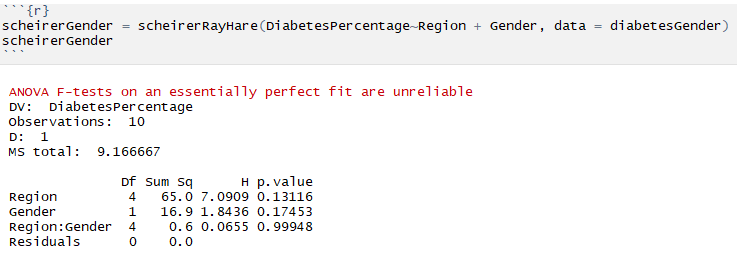 ```{r}
scheirerGender = scheirerRayHare(DiabetesPercentage~Region + Gender, data = diabetesGender)
scheirerGender
```
ANOVA F-tests on an essentially perfect fit are unreliable
DV:  DiabetesPercentage
Observations:  10
D:  1
MS total:  9.166667
Df Sum Sq      H p.value
Region         4   65.0 7.0909 0.13116
Gender         1   16.9 1.8436 0.17453
Region:Gender  4    0.6 0.0655 0.99948
Residuals      0    0.0